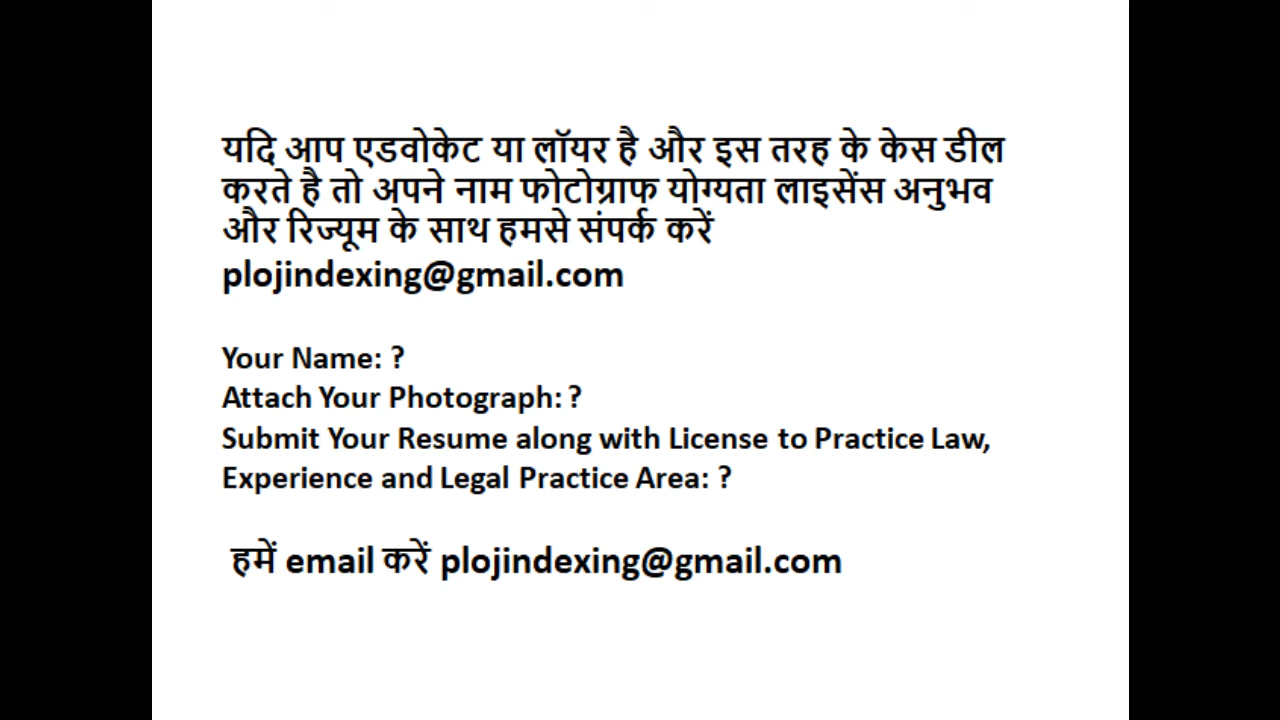 यदि आप एडवोकेट या लॉयर है और इस तरह के केस डील
करते है तो अपने नाम फोटोग्राफ योग्यता लाइसेंस अनुभव
और रिज्यूम के साथ हमसे संपर्क करें
plojindexing@gmail.com
Your Name: ?
Attach Your Photograph: ?
Submit Your Resume along with License to Practice Law,
Experience and Legal Practice Area: ?
हमें email करें plojindexing@gmail.com